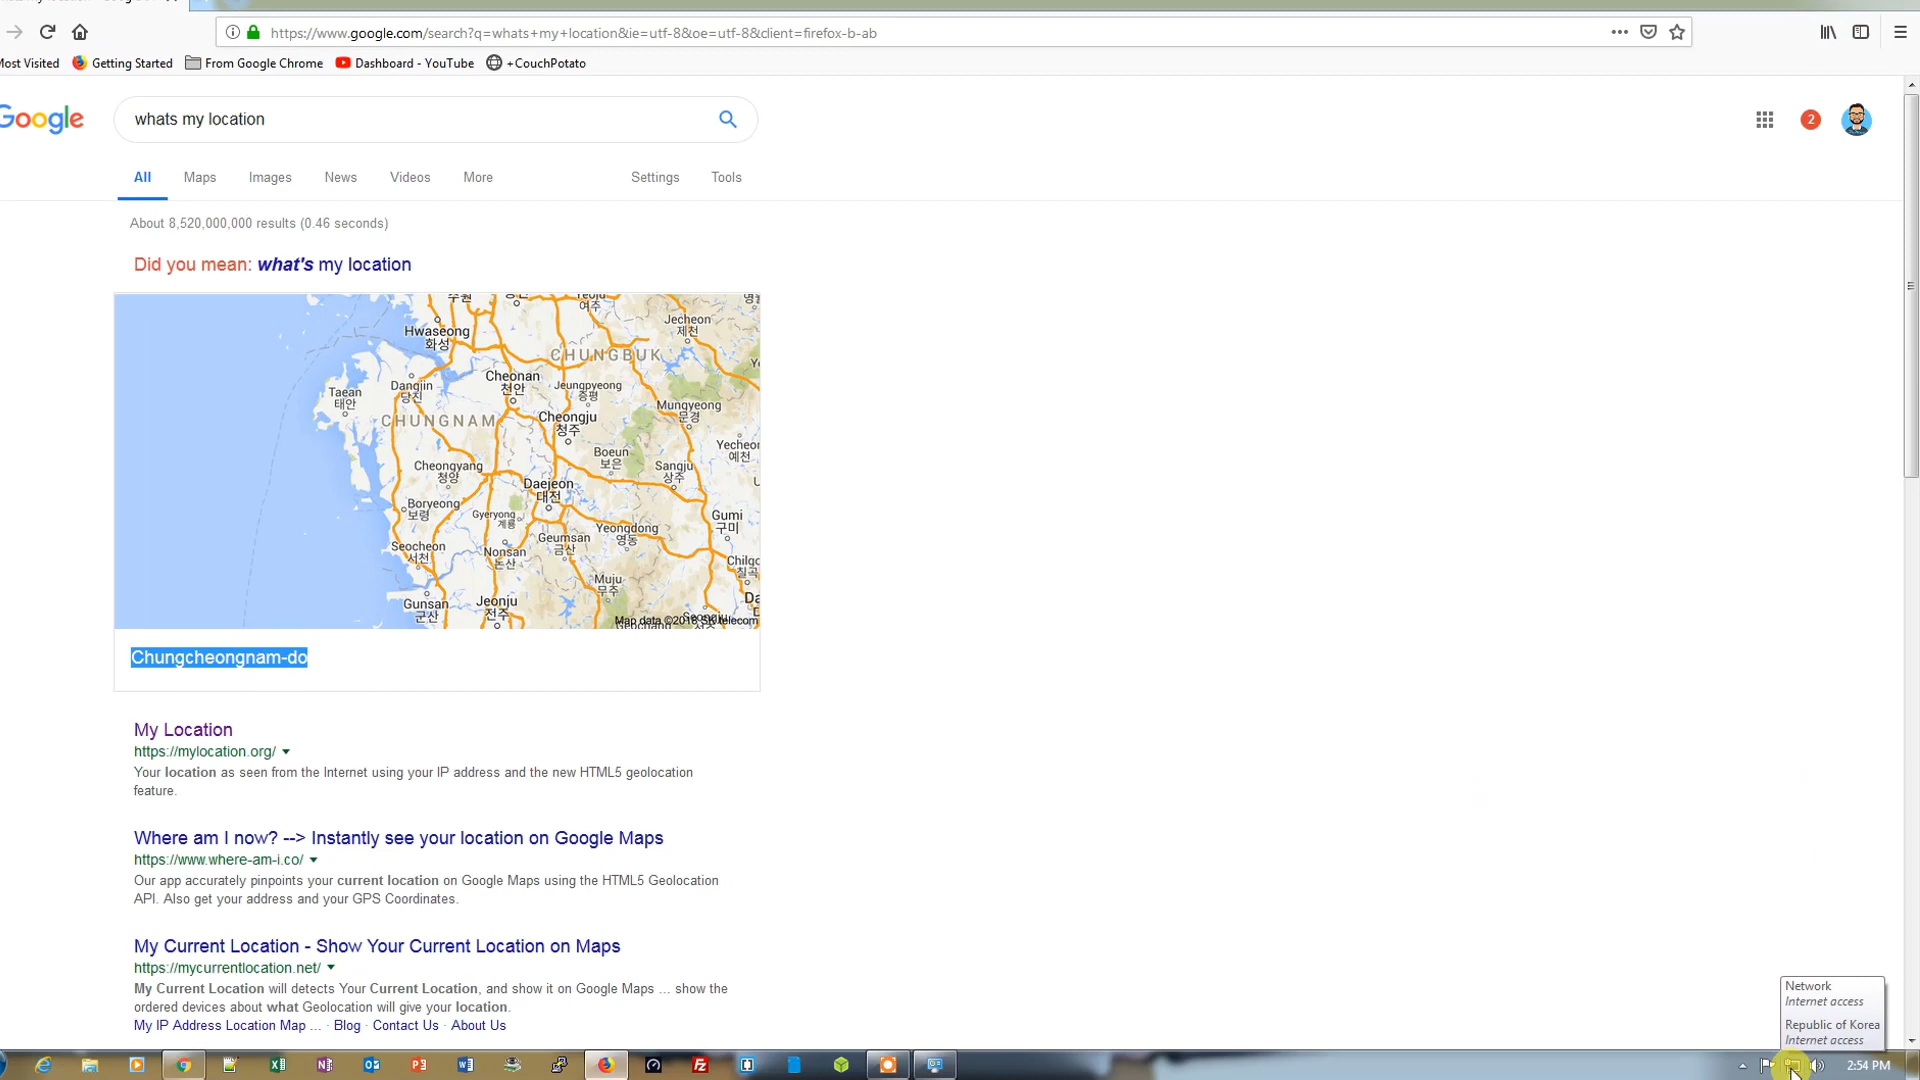 https://www.google.com/search?q=whats+my+location&ie=utf-8&oe=utf-8&client=firefox-b-ab
Most Visited Getting Started From Google Chrome Dashboard - YouTube +CouchPotato
Google whats my location 2
All Maps Images News Videos More Settings Tools
About 8,520,000,000 results (0.46 seconds)
Did you mean: what's my location
수원
여주
Hwaseong
화성
Jecheon
제천
CHUNGBUK
Cheonan
천안
Dangjin
당진
Jeungpyeong
증평
Taean
태안
CHUNGNAM
Cheongju
청주
Mungyeong
문경
Boeun
보은
Cheongyang
청양
Sangju
상주
Daejeon
대전
Boryeong
보령
Gyeryong
계룡
Gumi
구미
Yeongdong
영동
Geumsan
금산
Seocheon
서천
Nonsan
논산
Muju
무주
Gunsan
군산
Jeonju
전주
Map data ©2018 SK telecom
Chungcheongnam-do
My Location
https://mylocation.org/
Your location as seen from the Internet using your IP address and the new HTML5 geolocation
feature.
Where am I now? --> Instantly see your location on Google Maps
https://www.where-am-i.co/
Our app accurately pinpoints your current location on Google Maps using the HTML5 Geolocation
API. Also get your address and your GPS Coordinates.
My Current Location - Show Your Current Location on Maps
https://mycurrentlocation.net/
My Current Location will detects Your Current Location, and show it on Google Maps ... show the
ordered devices about what Geolocation will give your location.
My IP Address Location Map ... · Blog · Contact Us · About Us
Network
Internet access
Republic of Korea
Internet access
2:54 PM